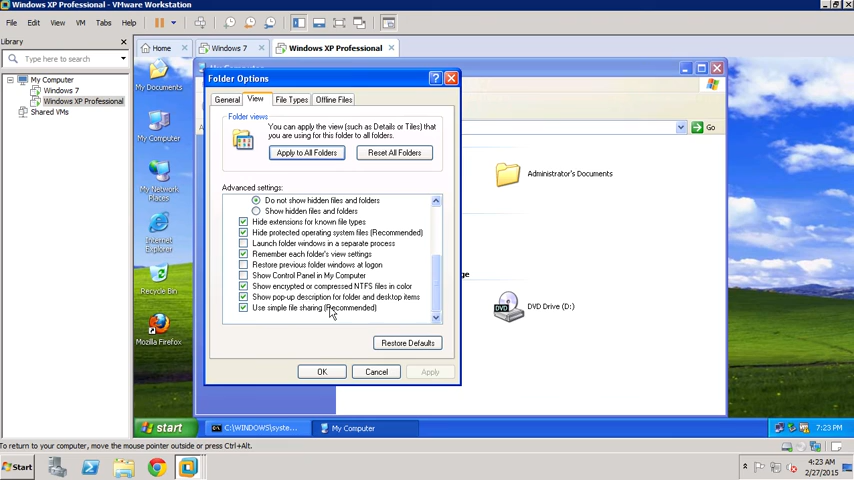 Windows XP Professional - VMware Workstation
File Edit View VM Tabs Help
Library
Type here to search
My Computer
Windows 7
Windows XP Professional
Shared VMs
Home
Windows 7
Windows XP Professional
My Documents
My Computer
My Network Places
Internet Explorer
Recycle Bin
Mozilla Firefox
Folder Options
General View File Types Offline Files
Folder views
You can apply the view (such as Details or Tiles) that
you are using for this folder to all folders.
Apply to All Folders Reset All Folders
Advanced settings:
Do not show hidden files and folders
Show hidden files and folders
Hide extensions for known file types
Hide protected operating system files (Recommended)
Launch folder windows in a separate process
Remember each folder's view settings
Restore previous folder windows at logon
Show Control Panel in My Computer
Show encrypted or compressed NTFS files in color
Show pop-up description for folder and desktop items
Use simple file sharing (Recommended)
Restore Defaults
OK Cancel Apply
Go
Administrator's Documents
DVD
DVD Drive (D:)
start
C:\WINDOWS\syste...
My Computer
7:23 PM
To return to your computer, move the mouse pointer outside or press Ctrl+Alt.
Start
4:23 AM
2/27/2015